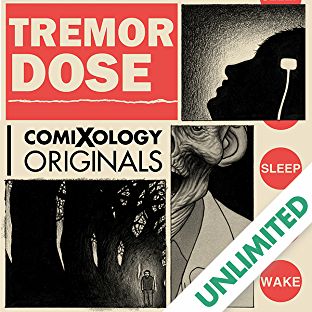 TREMOR
DOSE
COMIXOLOGY
ORIGINALS
SLEEP
WAKE
UNLIMITED